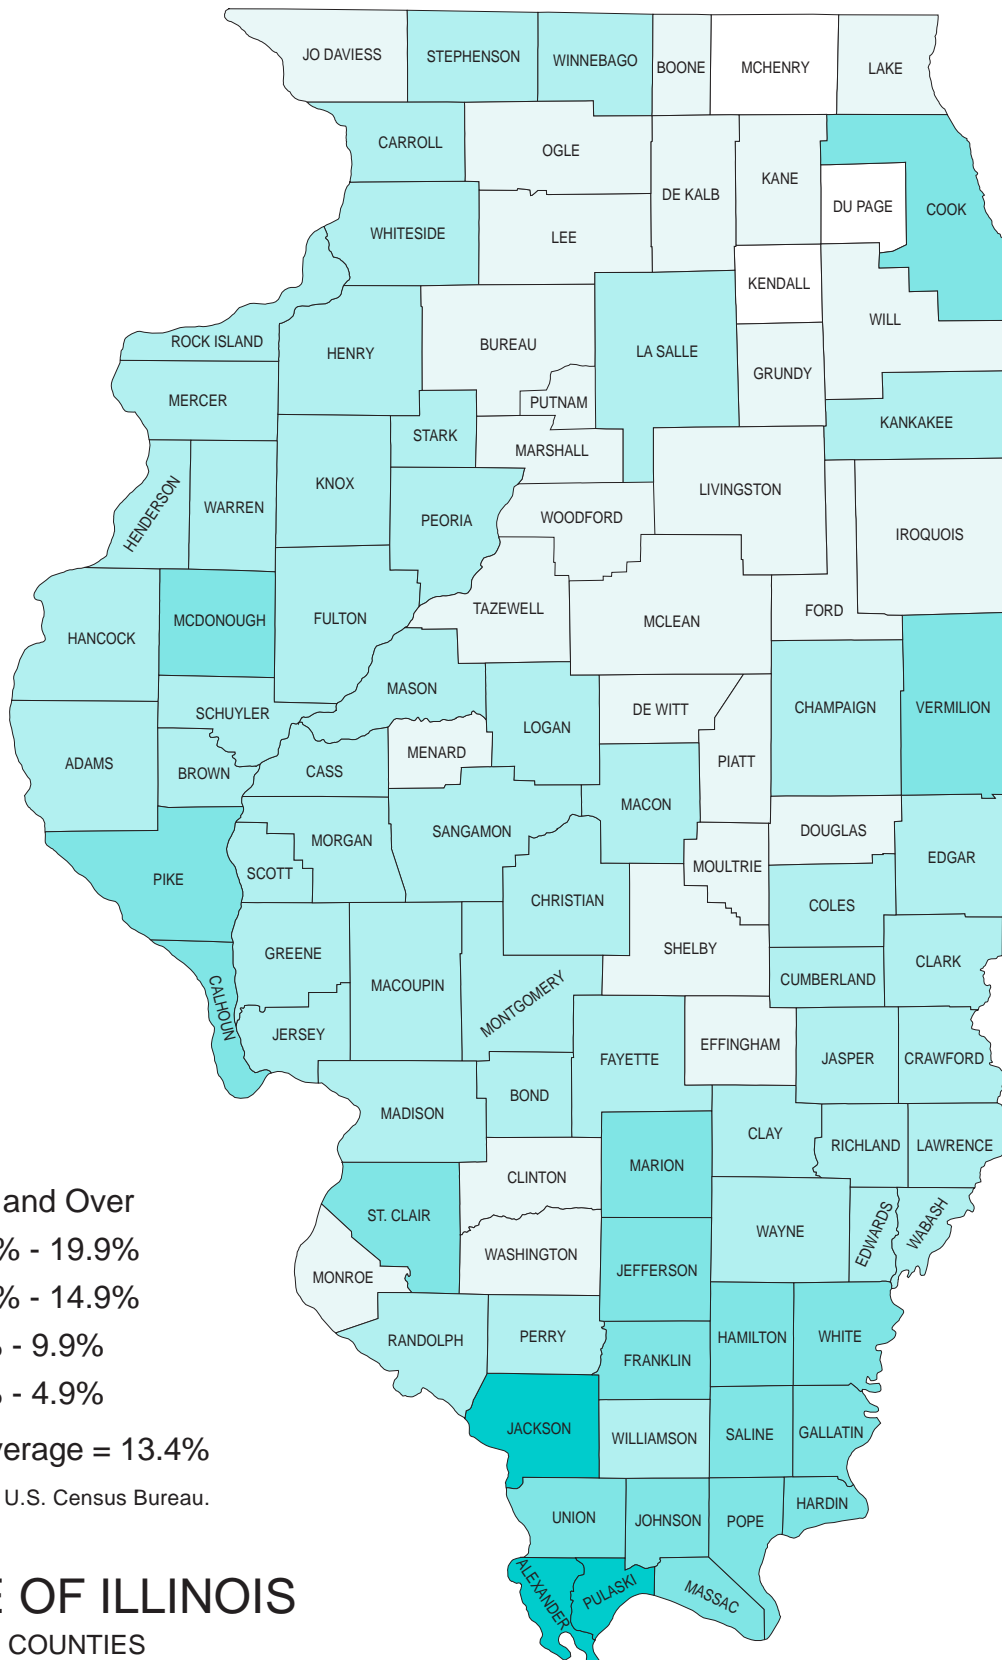 JO DAVIESS
STEPHENSON
WINNEBAGO
BOONE
MCHENRY
LAKE
CARROLL
OGLE
DE KALB
KANE
DU PAGE
COOK
WHITESIDE
LEE
KENDALL
WILL
ROCK ISLAND
HENRY
BUREAU
LA SALLE
GRUNDY
MERCER
PUTNAM
KANKAKEE
STARK
MARSHALL
HENDERSON
WARREN
KNOX
PEORIA
WOODFORD
LIVINGSTON
IROQUOIS
HANCOCK
MCDONOUGH
FULTON
TAZEWELL
MCLEAN
FORD
MASON
SCHUYLER
LOGAN
DE WITT
CHAMPAIGN
VERMILION
ADAMS
BROWN
CASS
MENARD
PIATT
MACON
SANGAMON
MORGAN
DOUGLAS
EDGAR
PIKE
SCOTT
MOULTRIE
CHRISTIAN
COLES
SHELBY
GREENE
MACOUPIN
MONTGOMERY
CUMBERLAND
CLARK
CALHOUN
JERSEY
FAYETTE
EFFINGHAM
JASPER
CRAWFORD
MADISON
BOND
CLAY
RICHLAND
LAWRENCE
MARION
CLINTON
ST. CLAIR
WAYNE
EDWARDS
WABASH
WASHINGTON
MONROE
JEFFERSON
RANDOLPH
PERRY
HAMILTON
WHITE
FRANKLIN
JACKSON
WILLIAMSON
SALINE
GALLATIN
UNION
JOHNSON
POPE
HARDIN
ALEXANDER
PULASKI
MASSAC
and Over
% - 19.9%
% - 14.9%
- 9.9%
- 4.9%
verage = 13.4%
U.S. Census Bureau.
E OF ILLINOIS
COUNTIES